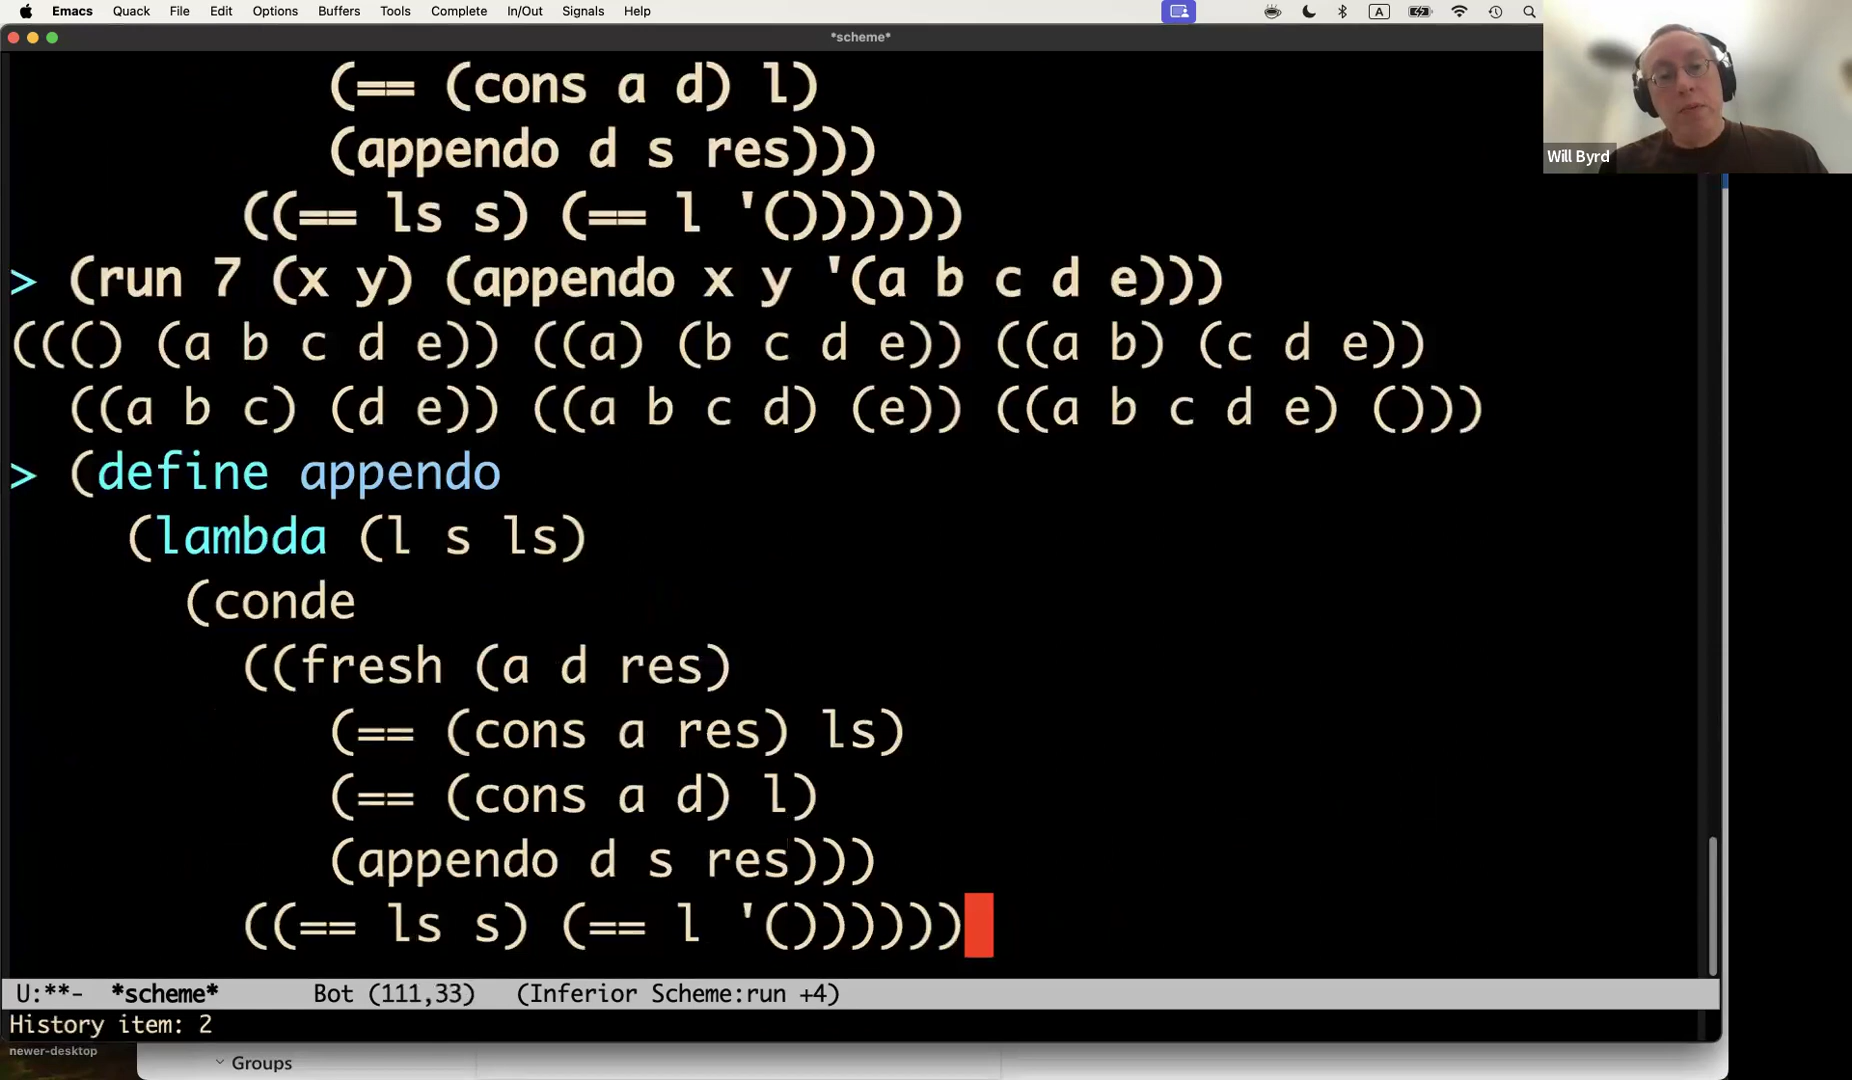 Emacs Quack File Edit Options Buffers Tools Complete In/Out Signals Help A
*scheme*
(== (cons a d) l)
(appendo d s res)))
((== ls s) (== l '())))))
> (run 7 (x y) (appendo x y '(a b c d e)))
((() (a b c d e)) ((a) (b c d e)) ((a b) (c d e))
((a b c) (d e)) ((a b c d) (e)) ((a b c d e) ()))
> (define appendo
(lambda (l s ls)
(conde
((fresh (a d res)
(== (cons a res) ls)
(== (cons a d) l)
(appendo d s res)))
((== ls s) (== l '())))))
U:**- *scheme* Bot (111,33) (Inferior Scheme:run +4)
History item: 2
newer-desktop
Groups
Will Byrd